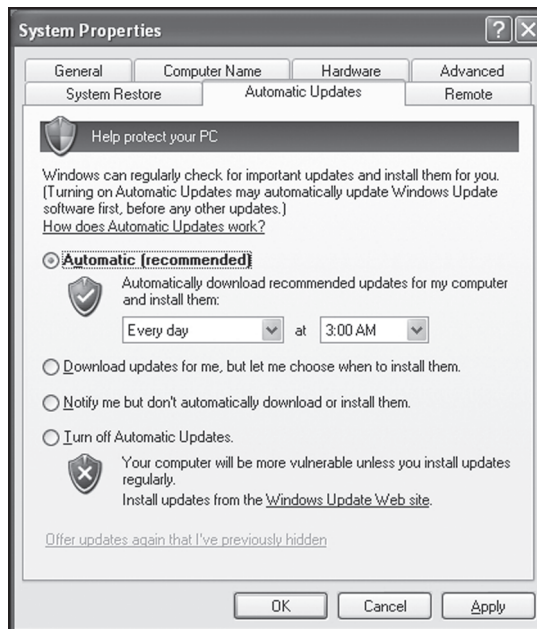 System Properties
General Computer Name Hardware Advanced
System Restore Automatic Updates Remote
Help protect your PC
Windows can regularly check for important updates and install them for you.
(Turning on Automatic Updates may automatically update Windows Update
software first, before any other updates.)
How does Automatic Updates work?
Automatic (recommended)
Automatically download recommended updates for my computer
and install them:
Every day at 3:00 AM
Download updates for me, but let me choose when to install them.
Notify me but don't automatically download or install them.
Turn off Automatic Updates.
Your computer will be more vulnerable unless you install updates
regularly.
Install updates from the Windows Update Web site.
Offer updates again that I've previously hidden
OK Cancel Apply